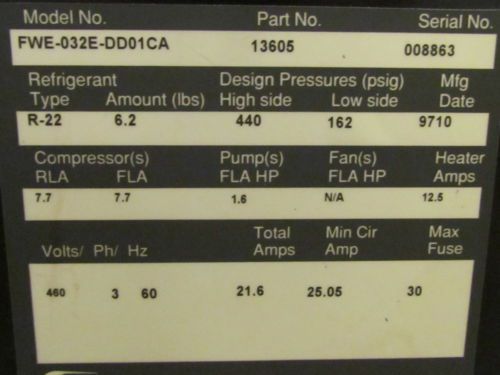 Model No. Part No. Serial No.
FWE-032E-DD01CA 13605 008863
Refrigerant Design Pressures (psig) Mfg
Type Amount (lbs) High side Low side Date
R-22 6.2 440 162 9710
Compressor(s) Pump(s) Fan(s) Heater
RLA FLA FLA HP FLA HP Amps
7.7 7.7 1.6 N/A 12.5
Total Min Cir Max
Volts/ Ph/ Hz Amps Amp Fuse
460 3 60 21.6 25.05 30